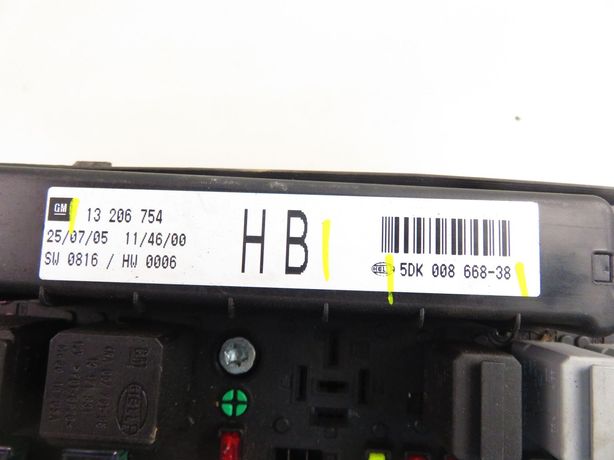 GM 13 206 754
25/07/05 11/46/00
SW 0816 / HW 0006
HB
HELLA 5DK 008 668-38
HELLA